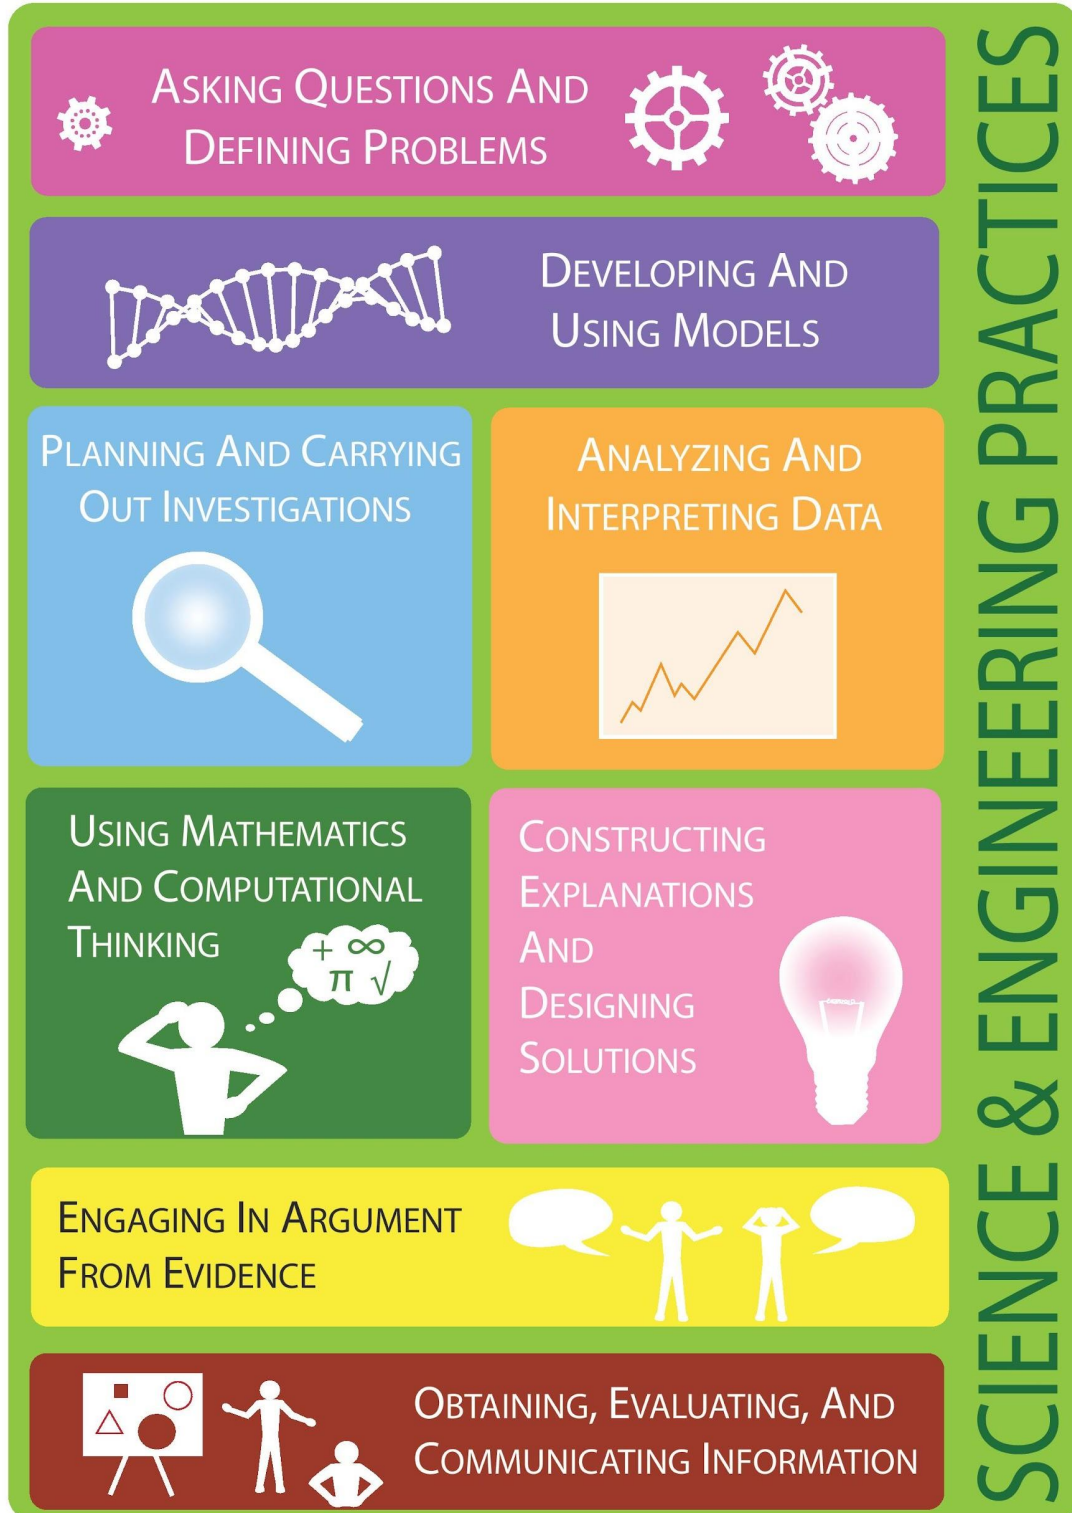 Asking Questions And
Defining Problems
Developing And
Using Models
Planning And Carrying
Out Investigations
Analyzing And
Interpreting Data
Using Mathematics
And Computational
Thinking
+ ∞
π √
Constructing
Explanations
And
Designing
Solutions
Engaging In Argument
From Evidence
Obtaining, Evaluating, And
Communicating Information
SCIENCE & ENGINEERING PRACTICES